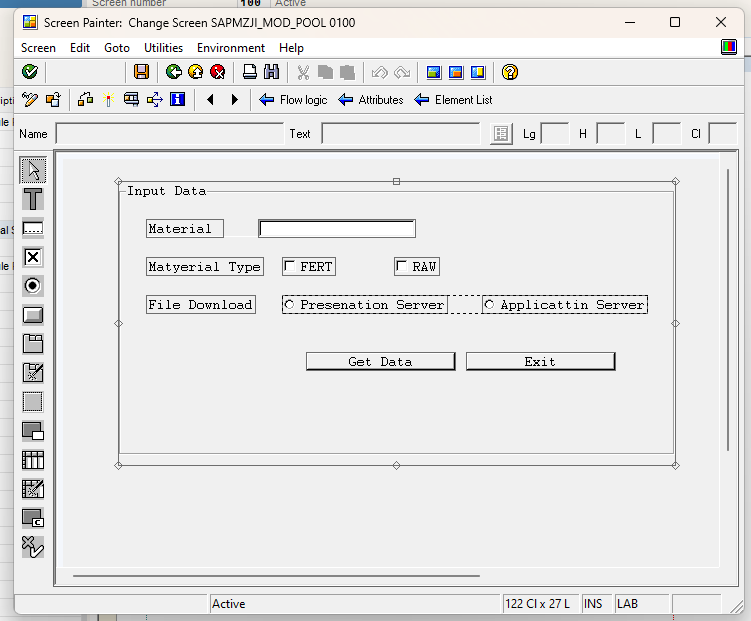 Screen number 100 Active
Screen Painter: Change Screen SAPMZJI_MOD_POOL 0100
Screen Edit Goto Utilities Environment Help
Flow logic Attributes Element List
Name Text Lg H L Cl
Input Data
Material
Matyerial Type FERT RAW
File Download Presenation Server Applicattin Server
Get Data Exit
Active 122 Cl x 27 L INS LAB